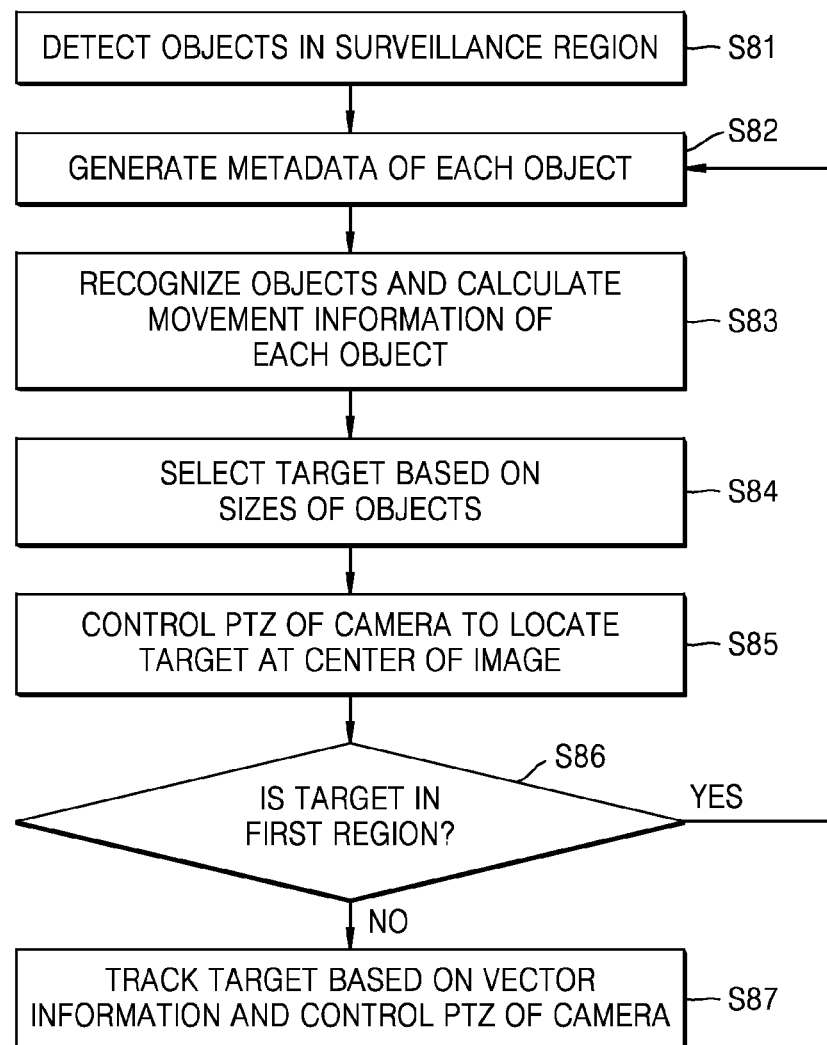 DETECT OBJECTS IN SURVEILLANCE REGION
S81
S82
GENERATE METADATA OF EACH OBJECT
RECOGNIZE OBJECTS AND CALCULATE
MOVEMENT INFORMATION OF
EACH OBJECT
S83
SELECT TARGET BASED ON
SIZES OF OBJECTS
S84
CONTROL PTZ OF CAMERA TO LOCATE
TARGET AT CENTER OF IMAGE
S85
S86
IS TARGET IN
FIRST REGION?
YES
NO
TRACK TARGET BASED ON VECTOR
INFORMATION AND CONTROL PTZ OF CAMERA
S87